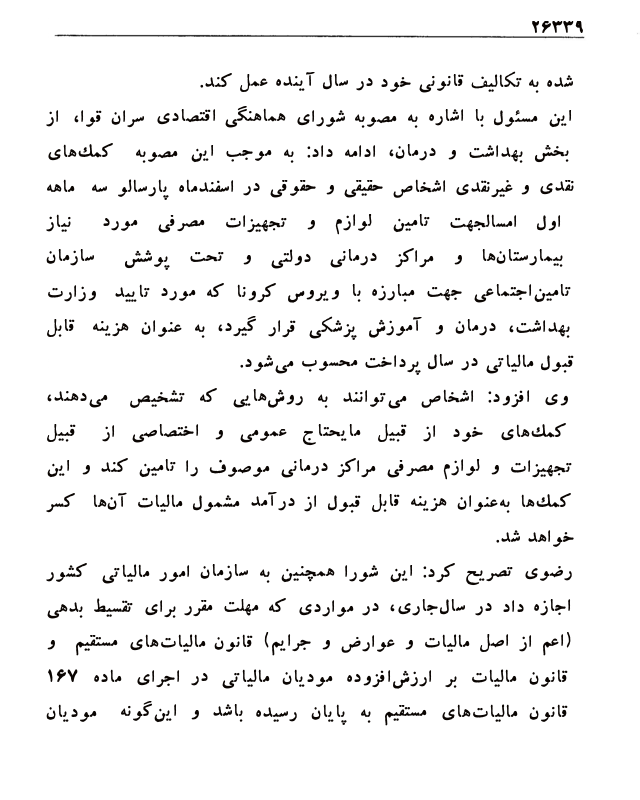 ۲۶۳۳۹
شده به تکالیف قانونی خود در سال آینده عمل کند.
این مسئول با اشاره به مصوبه شورای هماهنگی اقتصادی سران قوا، از
بخش بهداشت و درمان، ادامه داد: به موجب این مصوبه کمك‌های
نقدی و غیرنقدی اشخاص حقیقی و حقوقی در اسفندماه پارسالو سه ماهه
اول امسالجهت تامین لوازم و تجهیزات مصرفی مورد نیاز
بیمارستان‌ها و مراکز درمانی دولتی و تحت پوشش سازمان
تامین‌اجتماعی جهت مبارزه با ویروس کرونا که مورد تایید وزارت
بهداشت، درمان و آموزش پزشکی قرار گیرد، به عنوان هزینه قابل
قبول مالیاتی در سال پرداخت محسوب می‌شود.
وی افزود: اشخاص می‌توانند به روش‌هایی که تشخیص می‌دهند،
کمك‌های خود از قبیل مایحتاج عمومی و اختصاصی از قبیل
تجهیزات و لوازم مصرفی مراکز درمانی موصوف را تامین کند و این
کمك‌ها به‌عنوان هزینه قابل قبول از درآمد مشمول مالیات آن‌ها کسر
خواهد شد.
رضوی تصریح کرد: این شورا همچنین به سازمان امور مالیاتی کشور
اجازه داد در سال‌جاری، در مواردی که مهلت مقرر برای تقسیط بدهی
(اعم از اصل مالیات و عوارض و جرایم) قانون مالیات‌های مستقیم و
قانون مالیات بر ارزش‌افزوده مودیان مالیاتی در اجرای ماده ۱۶۷
قانون مالیات‌های مستقیم به پایان رسیده باشد و این‌گونه مودیان